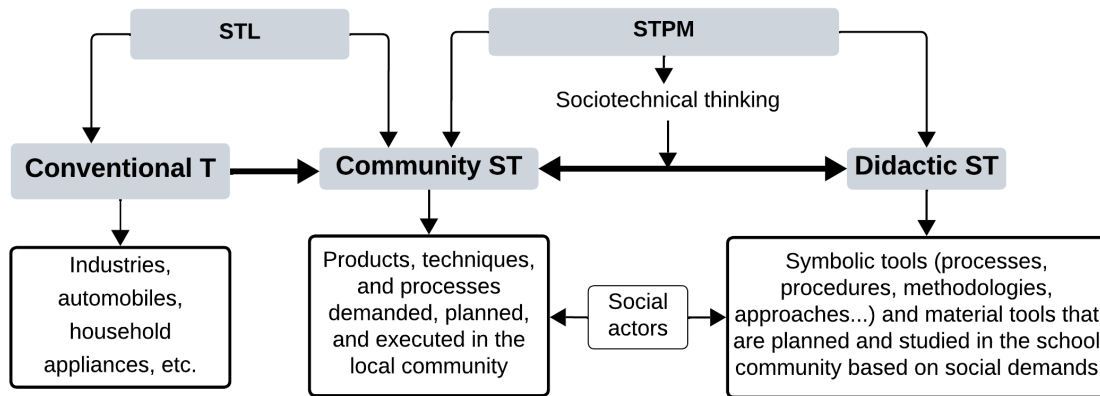 STL
STPM
Sociotechnical thinking
Conventional T
Community ST
Didactic ST
Industries,
automobiles,
household
appliances, etc.
Products, techniques,
and processes
demanded, planned,
and executed in the
local community
Social
actors
Symbolic tools (processes,
procedures, methodologies,
approaches...) and material tools that
are planned and studied in the school
community based on social demands